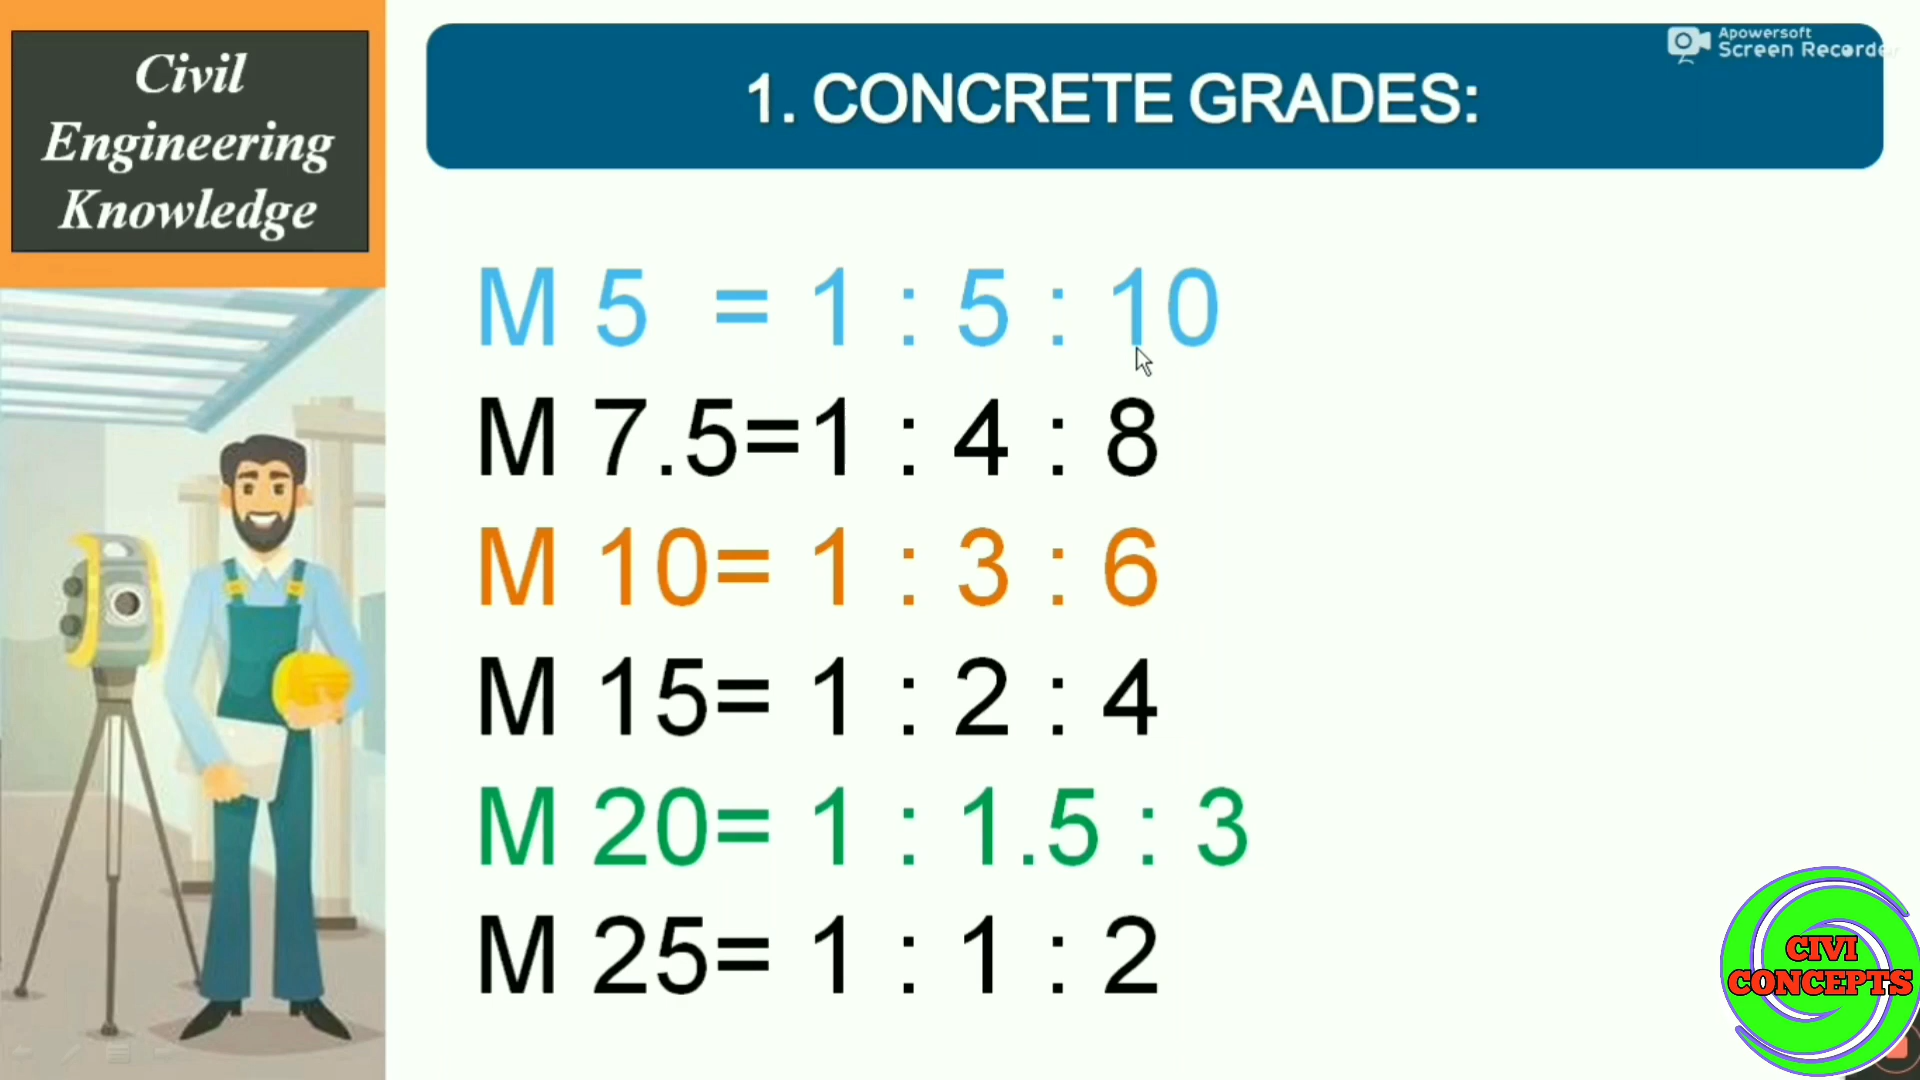 Civil
Engineering
Knowledge
Apowersoft
Screen Recorder
1. CONCRETE GRADES:
M 5 = 1 : 5 : 10
M 7.5=1 : 4 : 8
M 10= 1 : 3 : 6
M 15= 1 : 2 : 4
M 20= 1 : 1.5 : 3
M 25= 1 : 1 : 2
CIVI
CONCEPTS